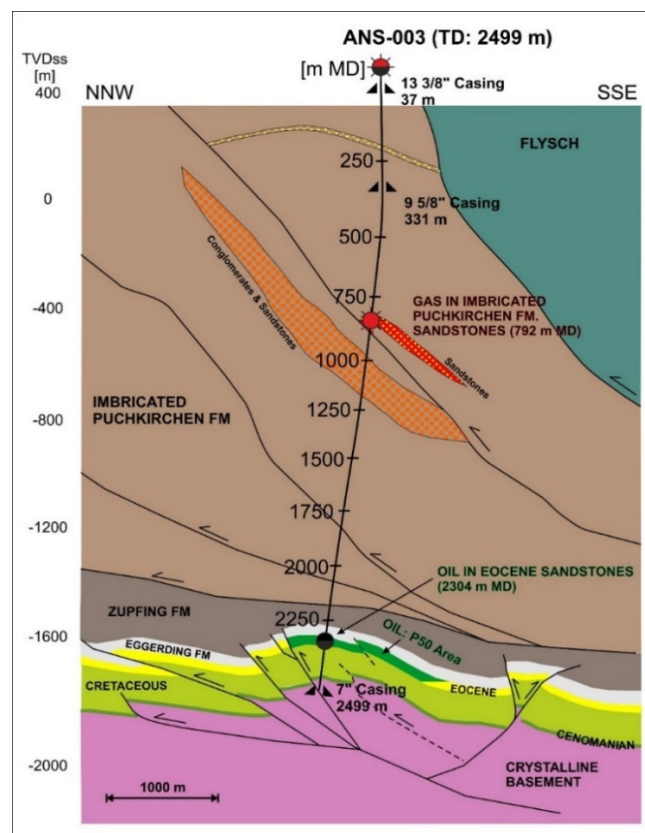 ANS-003 (TD: 2499 m)
TVDss
[m]
[m MD]
NNW
SSE
13 3/8" Casing
37 m
400
FLYSCH
250
9 5/8" Casing
331 m
0
500
Conglomerates & Sandstones
750
GAS IN IMBRICATED
PUCHKIRCHEN FM.
SANDSTONES (792 m MD)
-400
Sandstones
1000
IMBRICATED
PUCHKIRCHEN FM
1250
-800
1500
1750
-1200
2000
OIL IN EOCENE SANDSTONES
(2304 m MD)
ZUPFING FM
2250
OIL: P50 Area
-1600
EGGERDING FM
CRETACEOUS
EOCENE
7" Casing
2499 m
CENOMANIAN
-2000
CRYSTALLINE
BASEMENT
1000 m